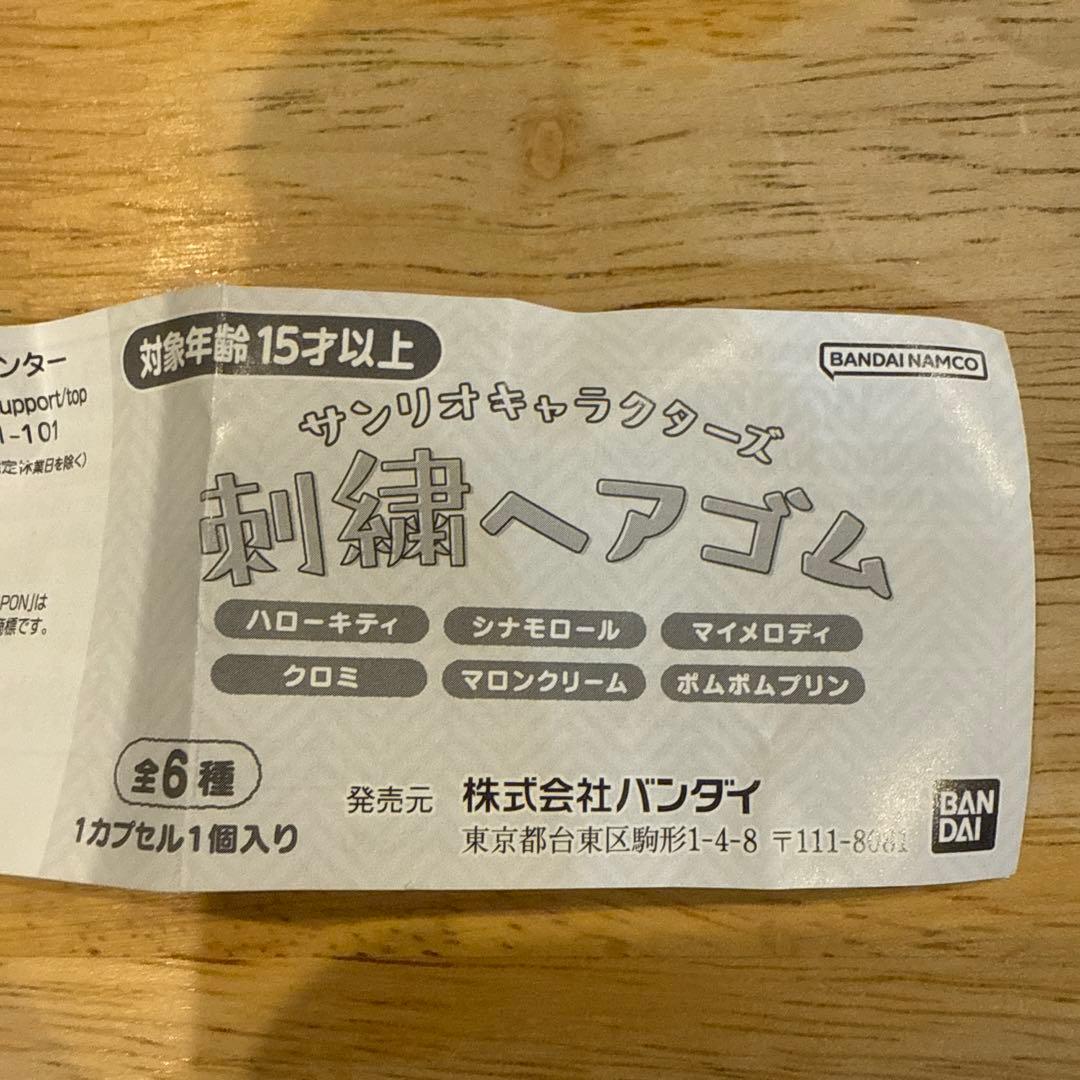 ンター
upport/top
1-101
定休業日を除く)
PON」は
商標です。
対象年齢15才以上
BANDAI NAMCO
サンリオキャラクターズ
刺繍ヘアゴム
ハローキティ シナモロール マイメロディ
クロミ マロンクリーム ポムポムプリン
全6種
1カプセル1個入り
発売元 株式会社バンダイ
東京都台東区駒形1-4-8 〒111-8081
BAN
DAI